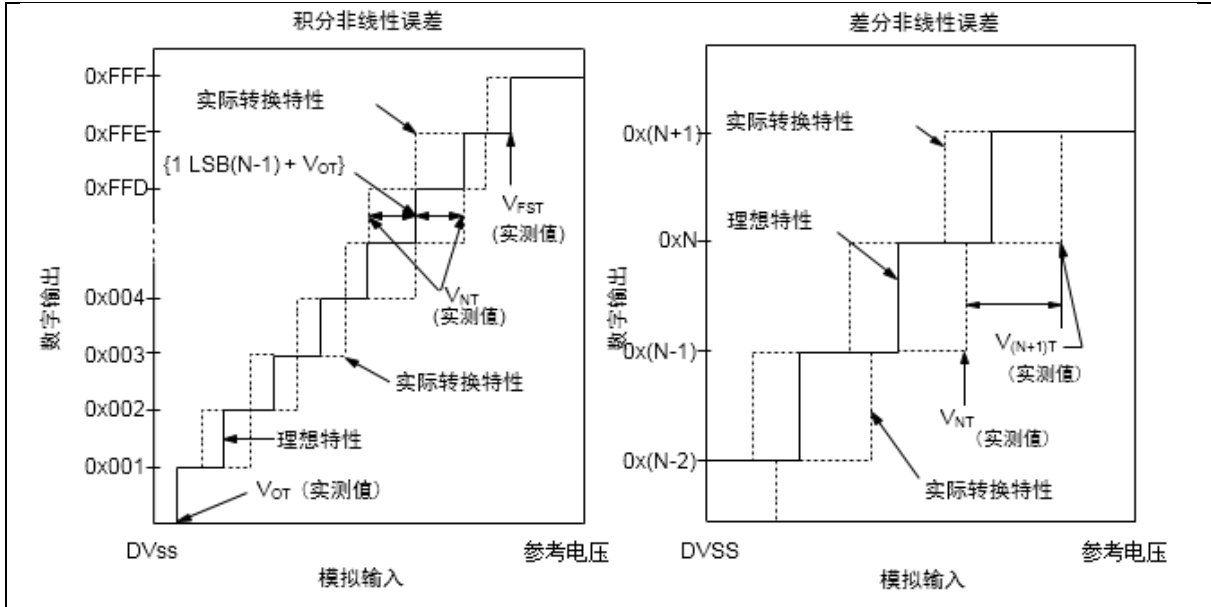 积分非线性误差
0xFFF
实际转换特性
0xFFE
{1 LSB(N-1) + VOT}
0xFFD
VFST
(实测值)
数字输出
0x004
VNT
(实测值)
0x003
实际转换特性
0x002
理想特性
0x001
VOT (实测值)
DVss
参考电压
模拟输入
差分非线性误差
0x(N+1)
实际转换特性
理想特性
0xN
数字输出
0x(N-1)
V(N+1)T
(实测值)
VNT
(实测值)
0x(N-2)
实际转换特性
DVSS
参考电压
模拟输入